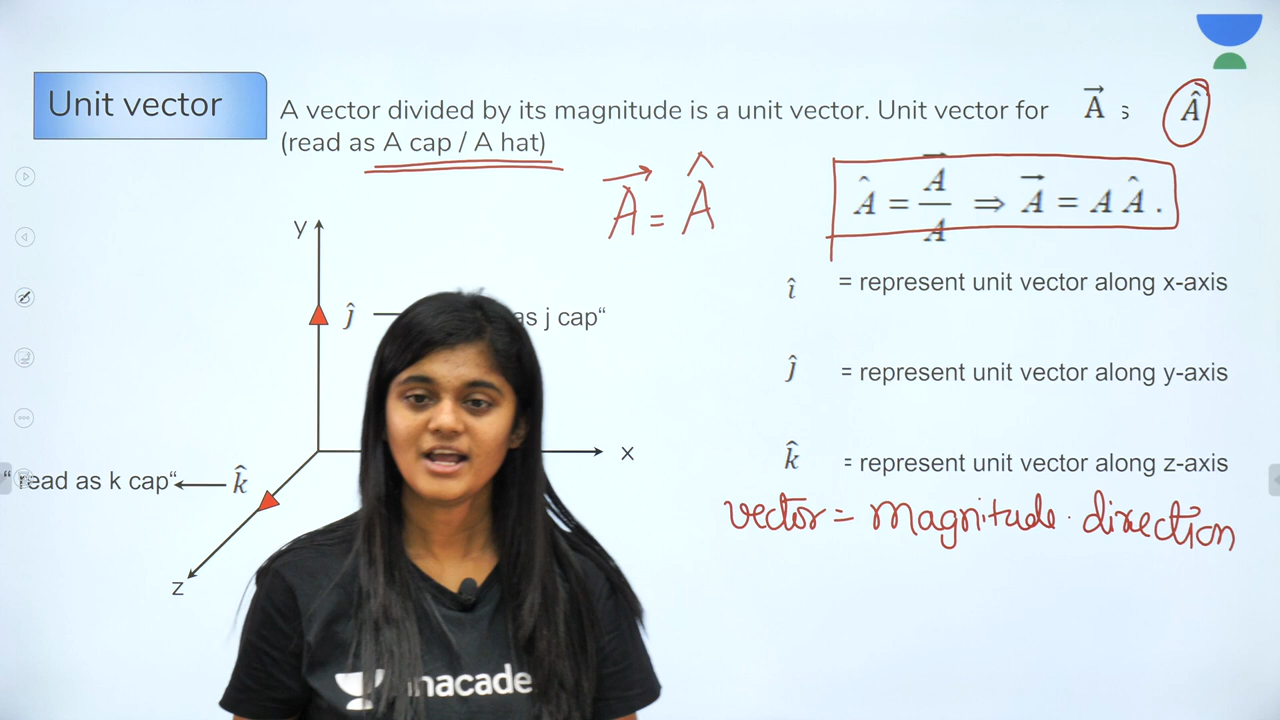 Unit vector
A vector divided by its magnitude is a unit vector. Unit vector for A⃗ s Â
(read as A cap / A hat)
A⃗ = Â
Â = A⃗/A ⇒ A⃗ = A Â .
y
î = represent unit vector along x-axis
ĵ as j cap“
ĵ = represent unit vector along y-axis
x
k̂ = represent unit vector along z-axis
“ read as k cap“ k̂
vector = magnitude · direction
z